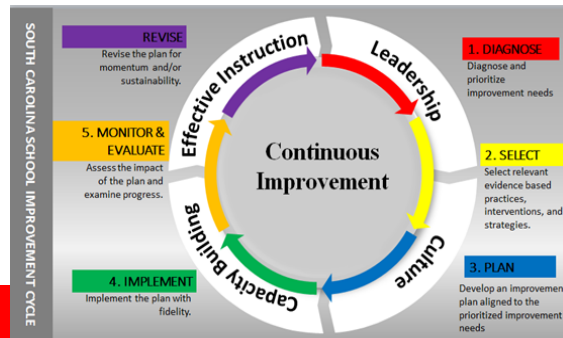 SOUTH CAROLINA SCHOOL IMPROVEMENT CYCLE
REVISE
Revise the plan for
momentum and/or
sustainability.
5. MONITOR &
EVALUATE
Assess the impact
of the plan and
examine progress.
4. IMPLEMENT
Implement the plan with
fidelity.
Effective Instruction
Leadership
Culture
Capacity Building
Continuous
Improvement
1. DIAGNOSE
Diagnose and
prioritize
improvement needs
2. SELECT
Select relevant
evidence based
practices,
interventions, and
strategies.
3. PLAN
Develop an improvement
plan aligned to the
prioritized improvement
needs